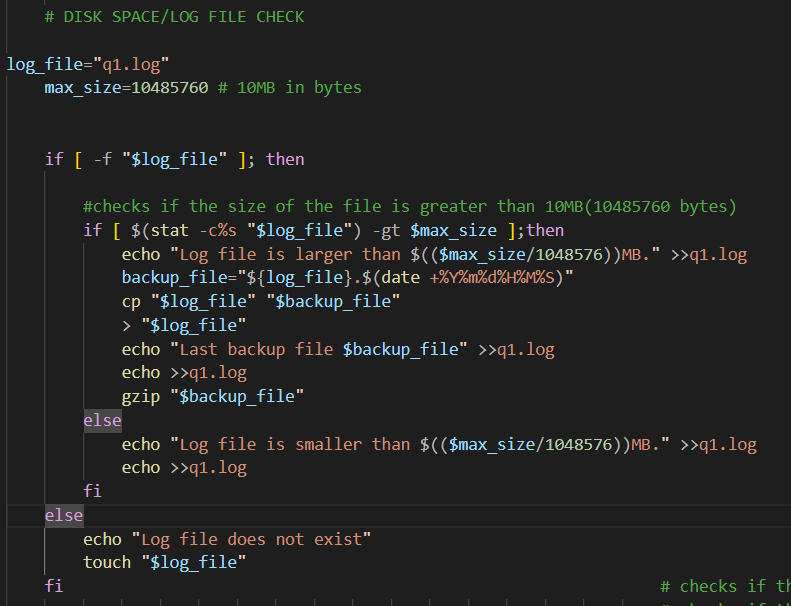 # DISK SPACE/LOG FILE CHECK
log_file="q1.log"
max_size=10485760 # 10MB in bytes
if [ -f "$log_file" ]; then
#checks if the size of the file is greater than 10MB(10485760 bytes)
if [ $(stat -c%s "$log_file") -gt $max_size ];then
echo "Log file is larger than $(($max_size/1048576))MB." >>q1.log
backup_file="${log_file}.$(date +%Y%m%d%H%M%S)"
cp "$log_file" "$backup_file"
> "$log_file"
echo "Last backup file $backup_file" >>q1.log
echo >>q1.log
gzip "$backup_file"
else
echo "Log file is smaller than $(($max_size/1048576))MB." >>q1.log
echo >>q1.log
fi
else
echo "Log file does not exist"
touch "$log_file"
fi # checks if th